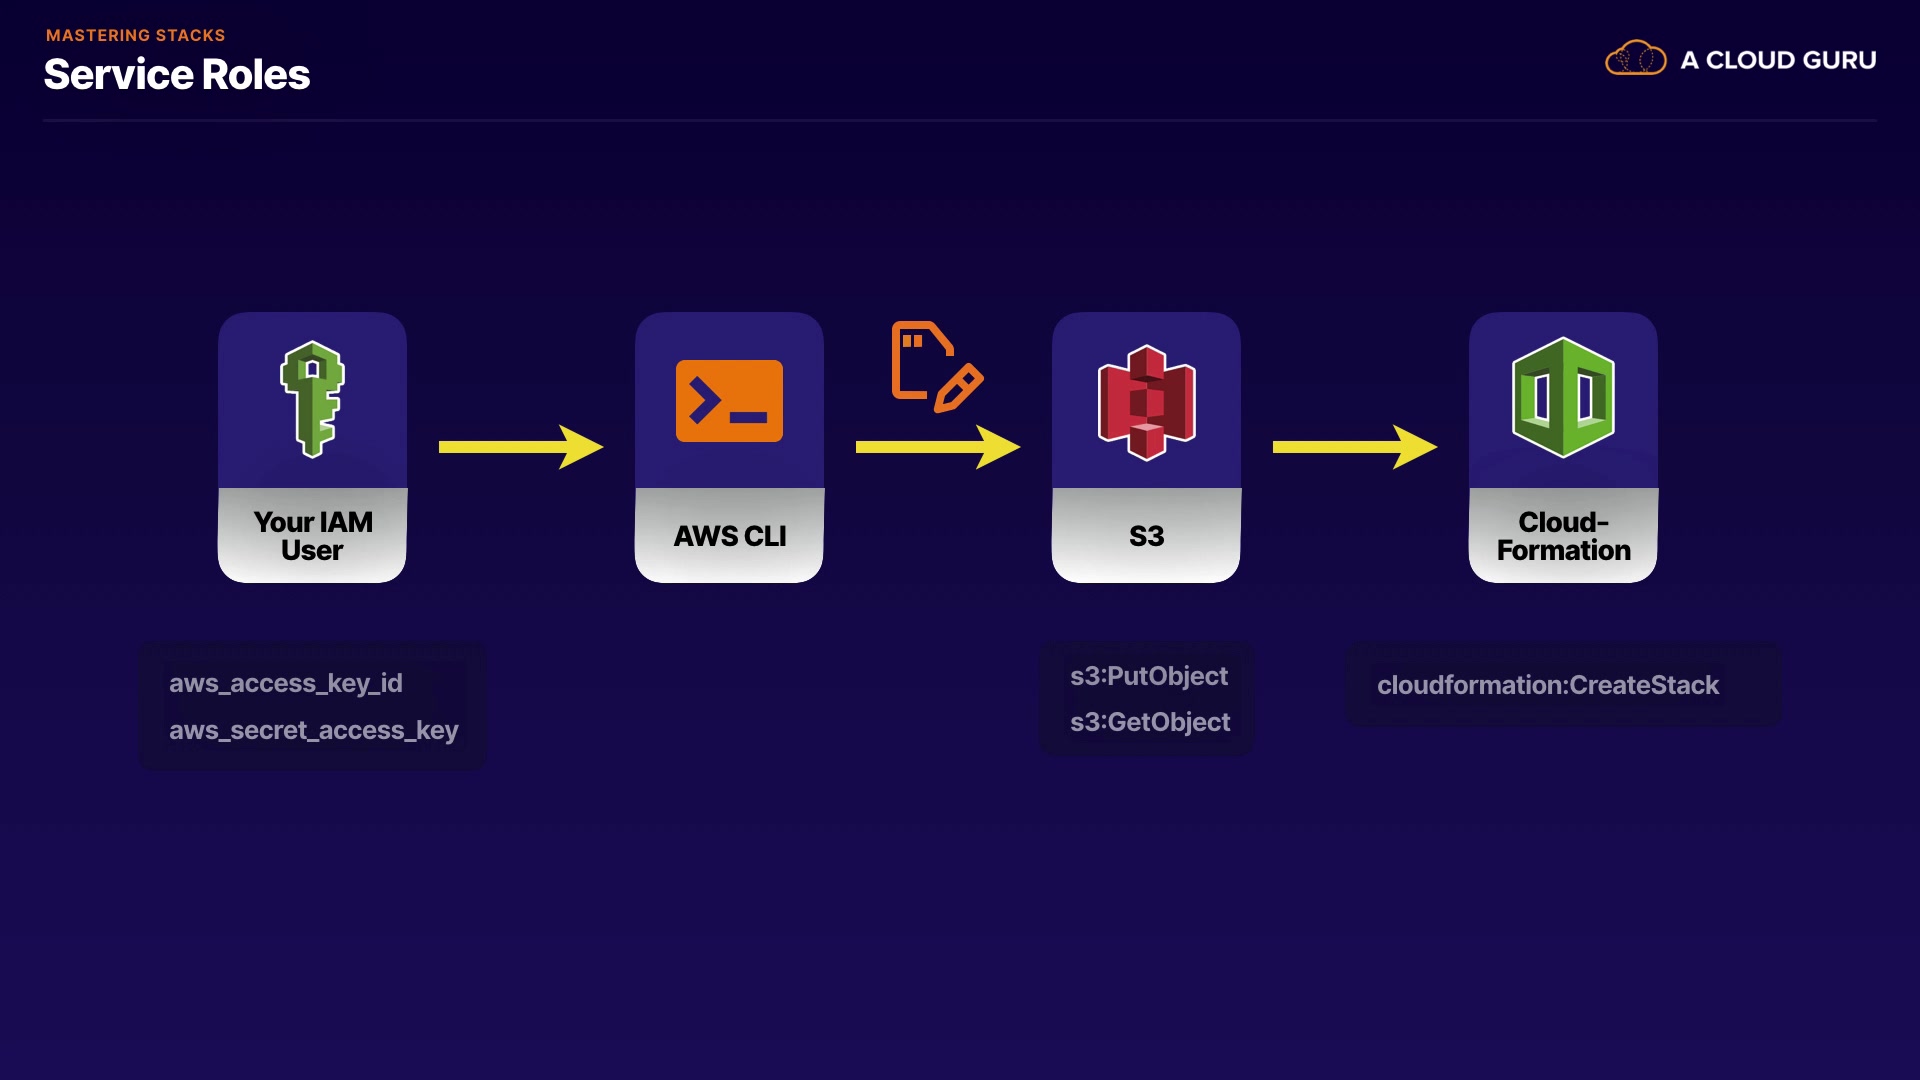 MASTERING STACKS
Service Roles
A CLOUD GURU
Your IAM
User
AWS CLI
S3
Cloud-
Formation
aws_access_key_id
aws_secret_access_key
s3:PutObject
s3:GetObject
cloudformation:CreateStack